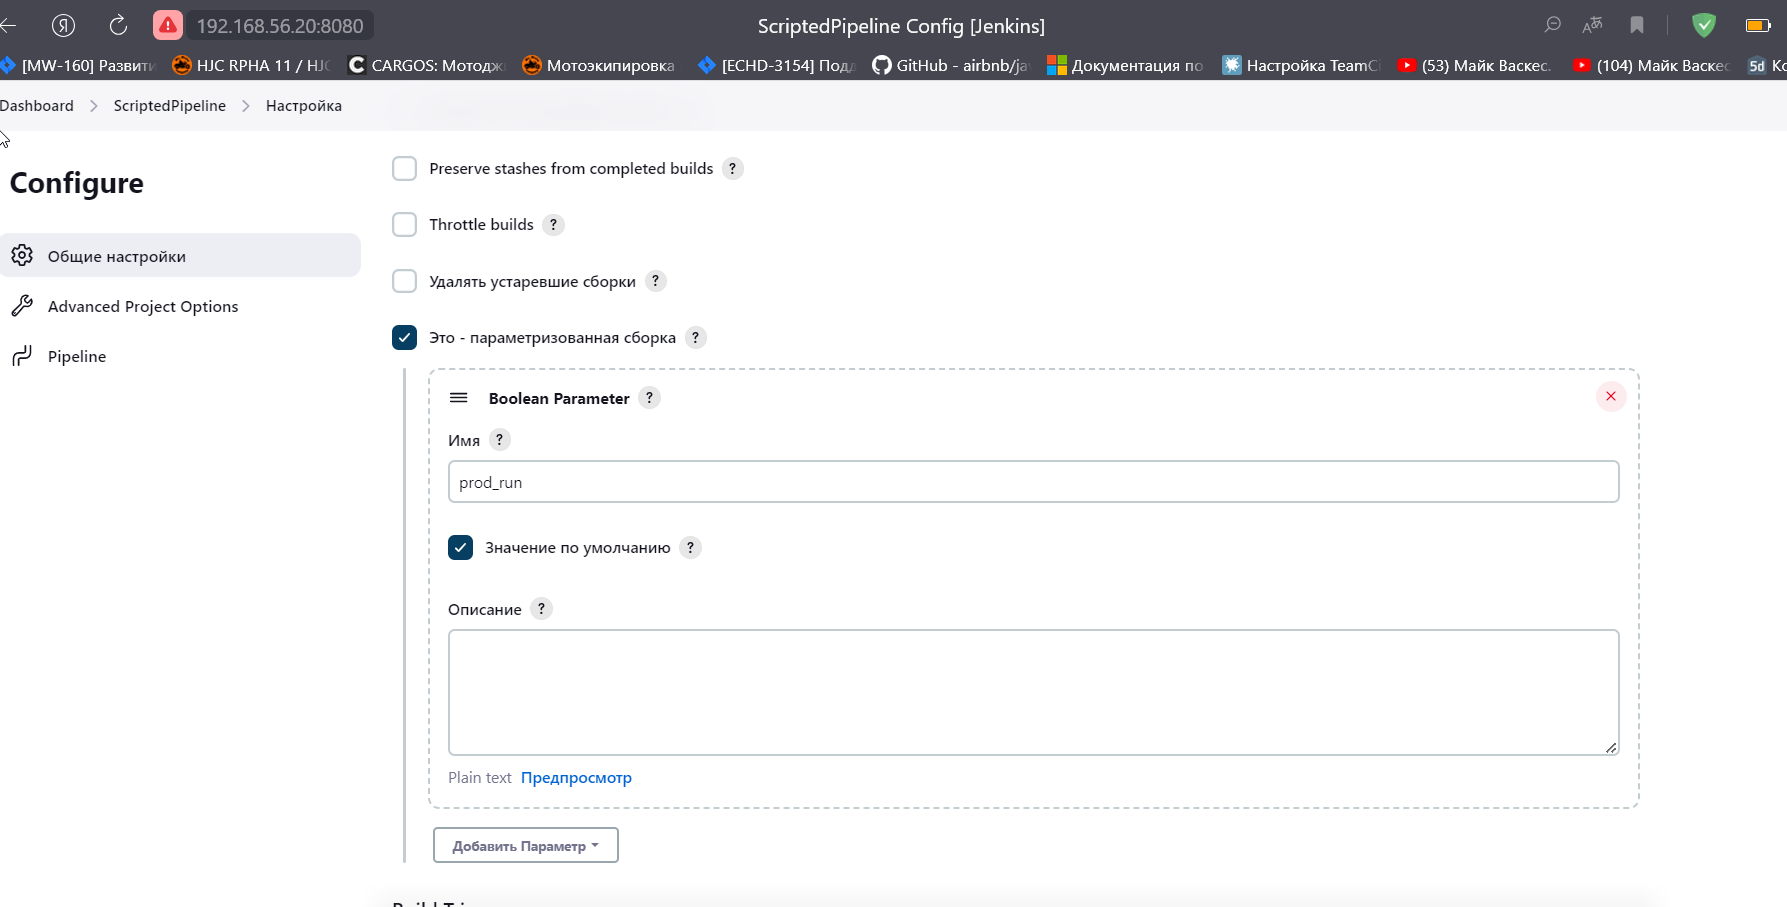 192.168.56.20:8080
ScriptedPipeline Config [Jenkins]
[MW-160] Развити
HJC RPHA 11 / HJC
CARGOS: Мотодж
Мотоэкипировка
[ECHD-3154] Под
GitHub - airbnb/ja
Документация по
Настройка TeamCi
(53) Майк Васкес.
(104) Майк Васкес
5d Ко
Dashboard > ScriptedPipeline > Настройка
Configure
Общие настройки
Advanced Project Options
Pipeline
Preserve stashes from completed builds ?
Throttle builds ?
Удалять устаревшие сборки ?
Это - параметризованная сборка ?
Boolean Parameter ?
Имя ?
prod_run
Значение по умолчанию ?
Описание ?
Plain text Предпросмотр
Добавить Параметр